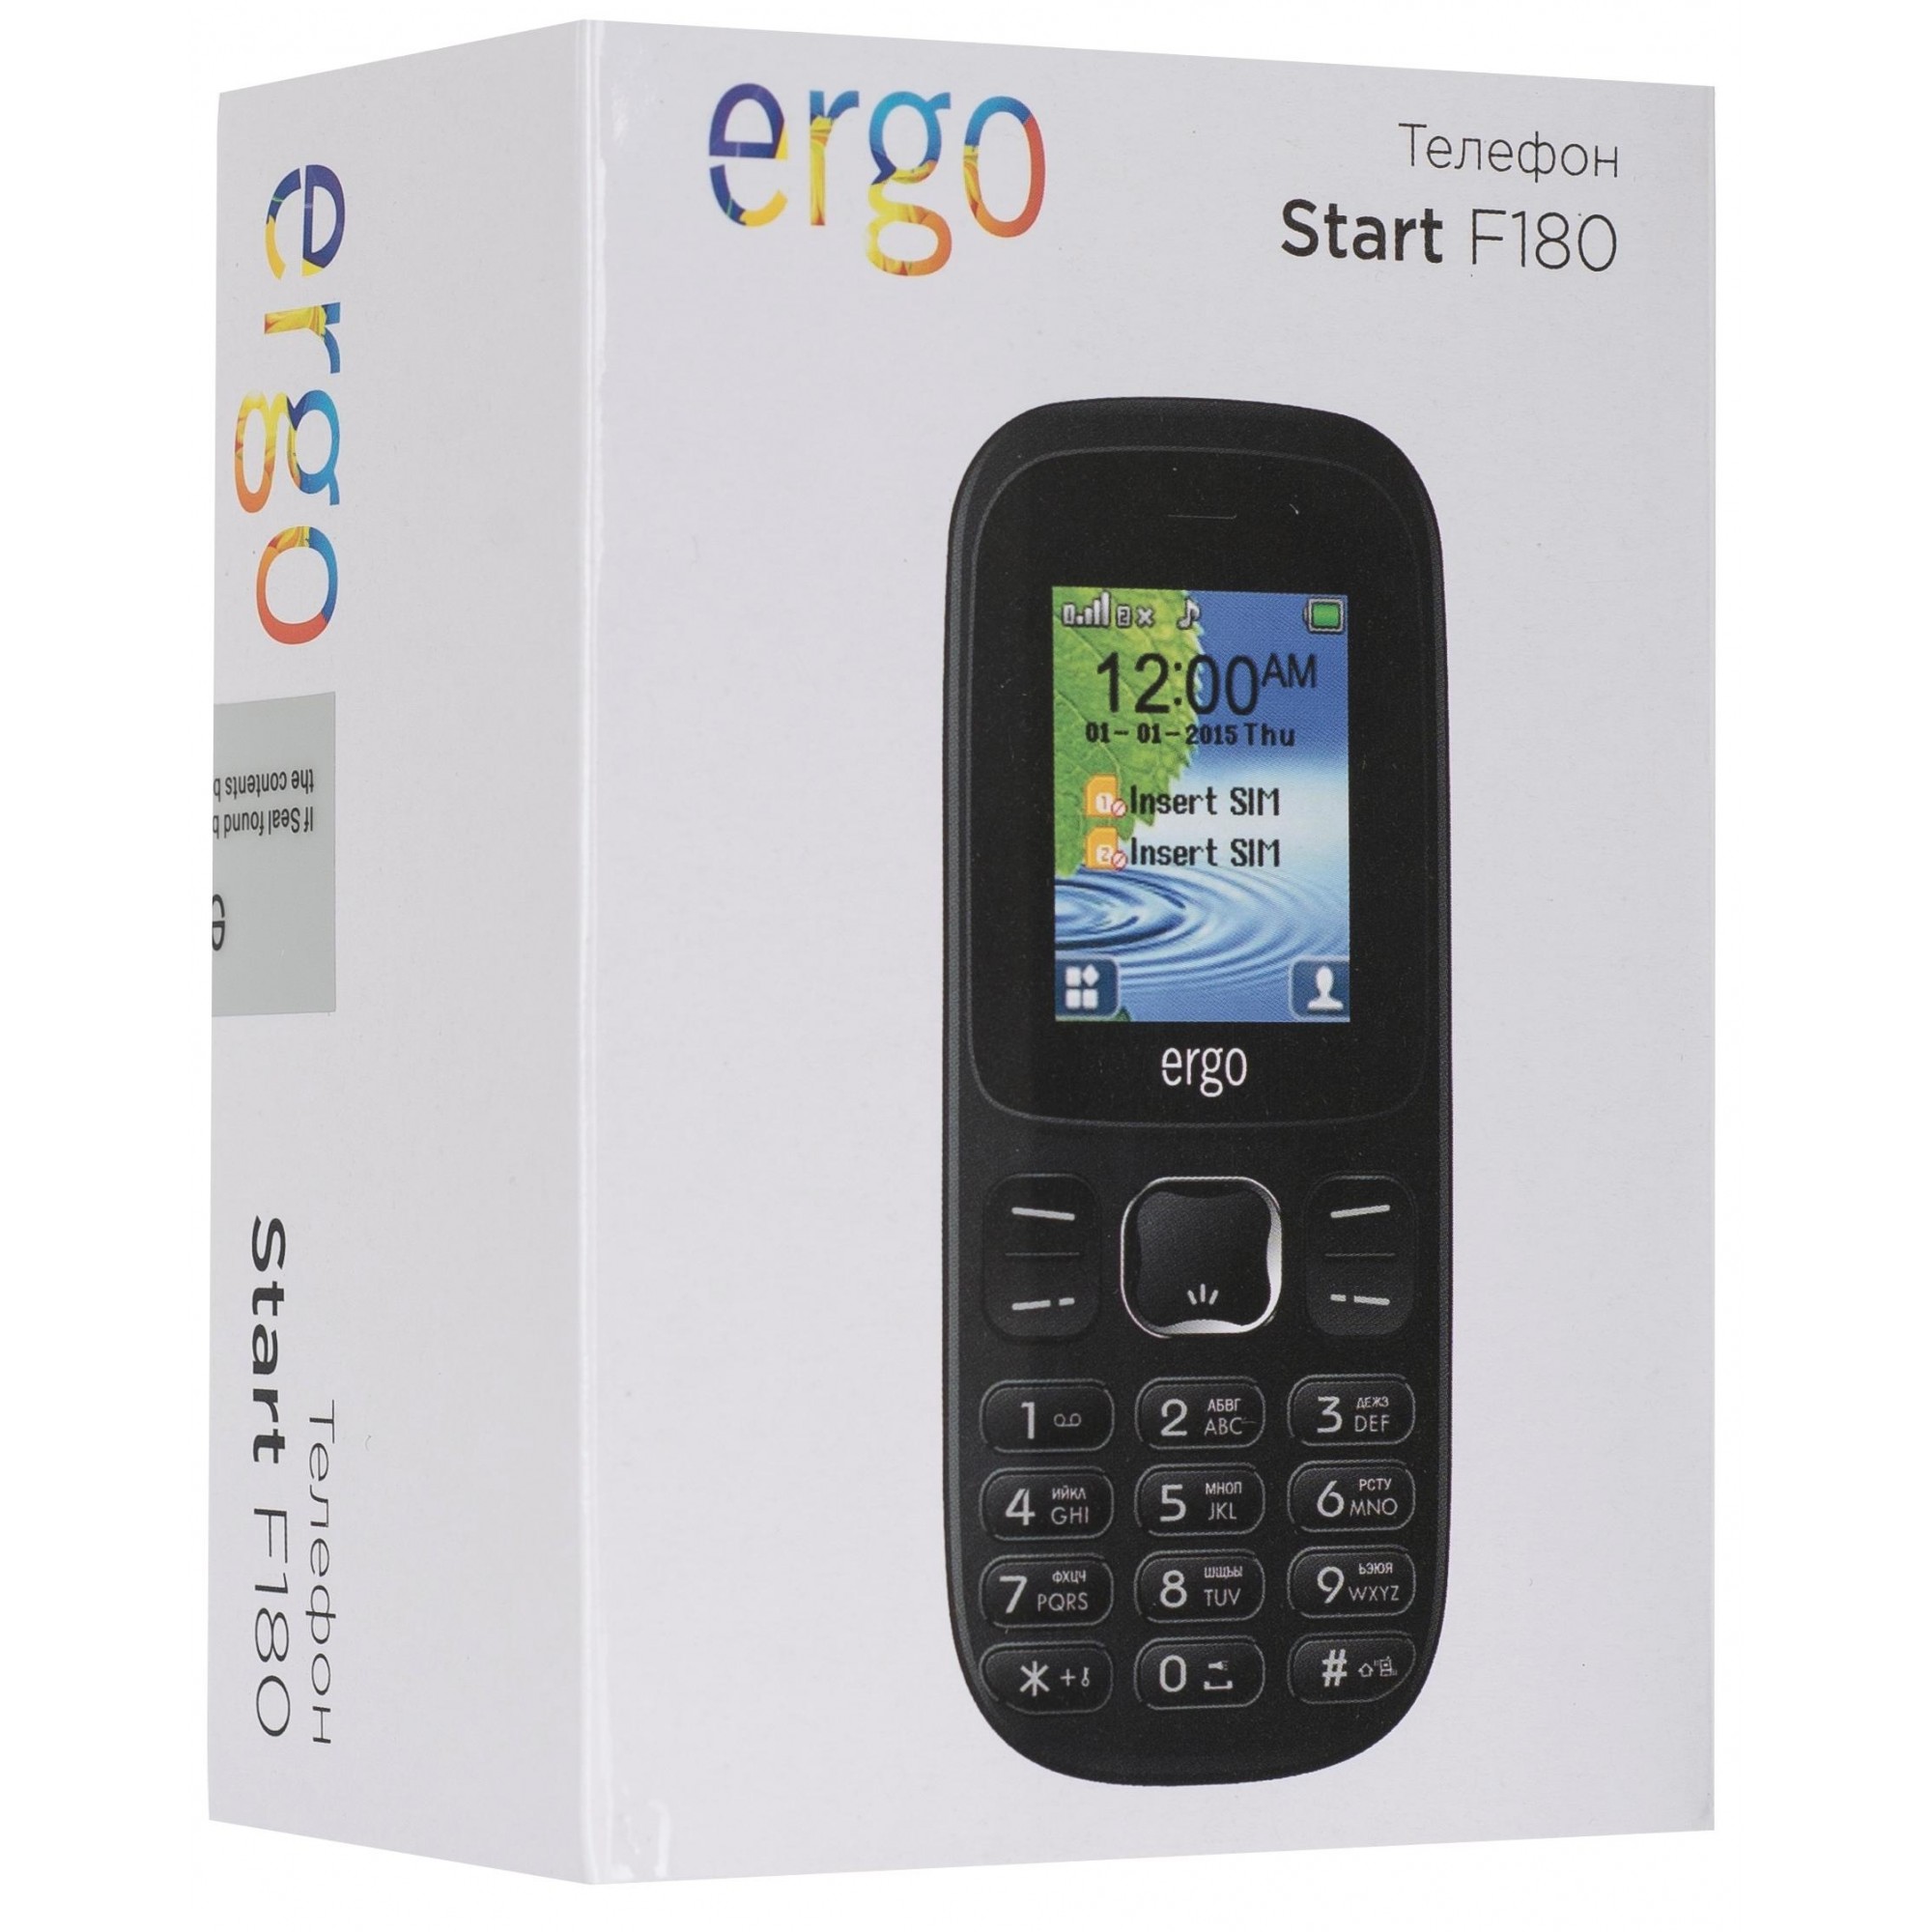 ergo
Телефон
Start F180
12:00AM
01-01-2015 Thu
1 Insert SIM
2 Insert SIM
ergo
1
2 АБВГ ABC
3 ДЕЖЗ DEF
4 ИЙКЛ GHI
5 МНОП JKL
6 РСТУ MNO
7 ФХЦЧ PQRS
8 ШЩЪЫ TUV
9 ЬЭЮЯ WXYZ
* +
0
#
ergo
If Seal found
the contents
Телефон
Start F180